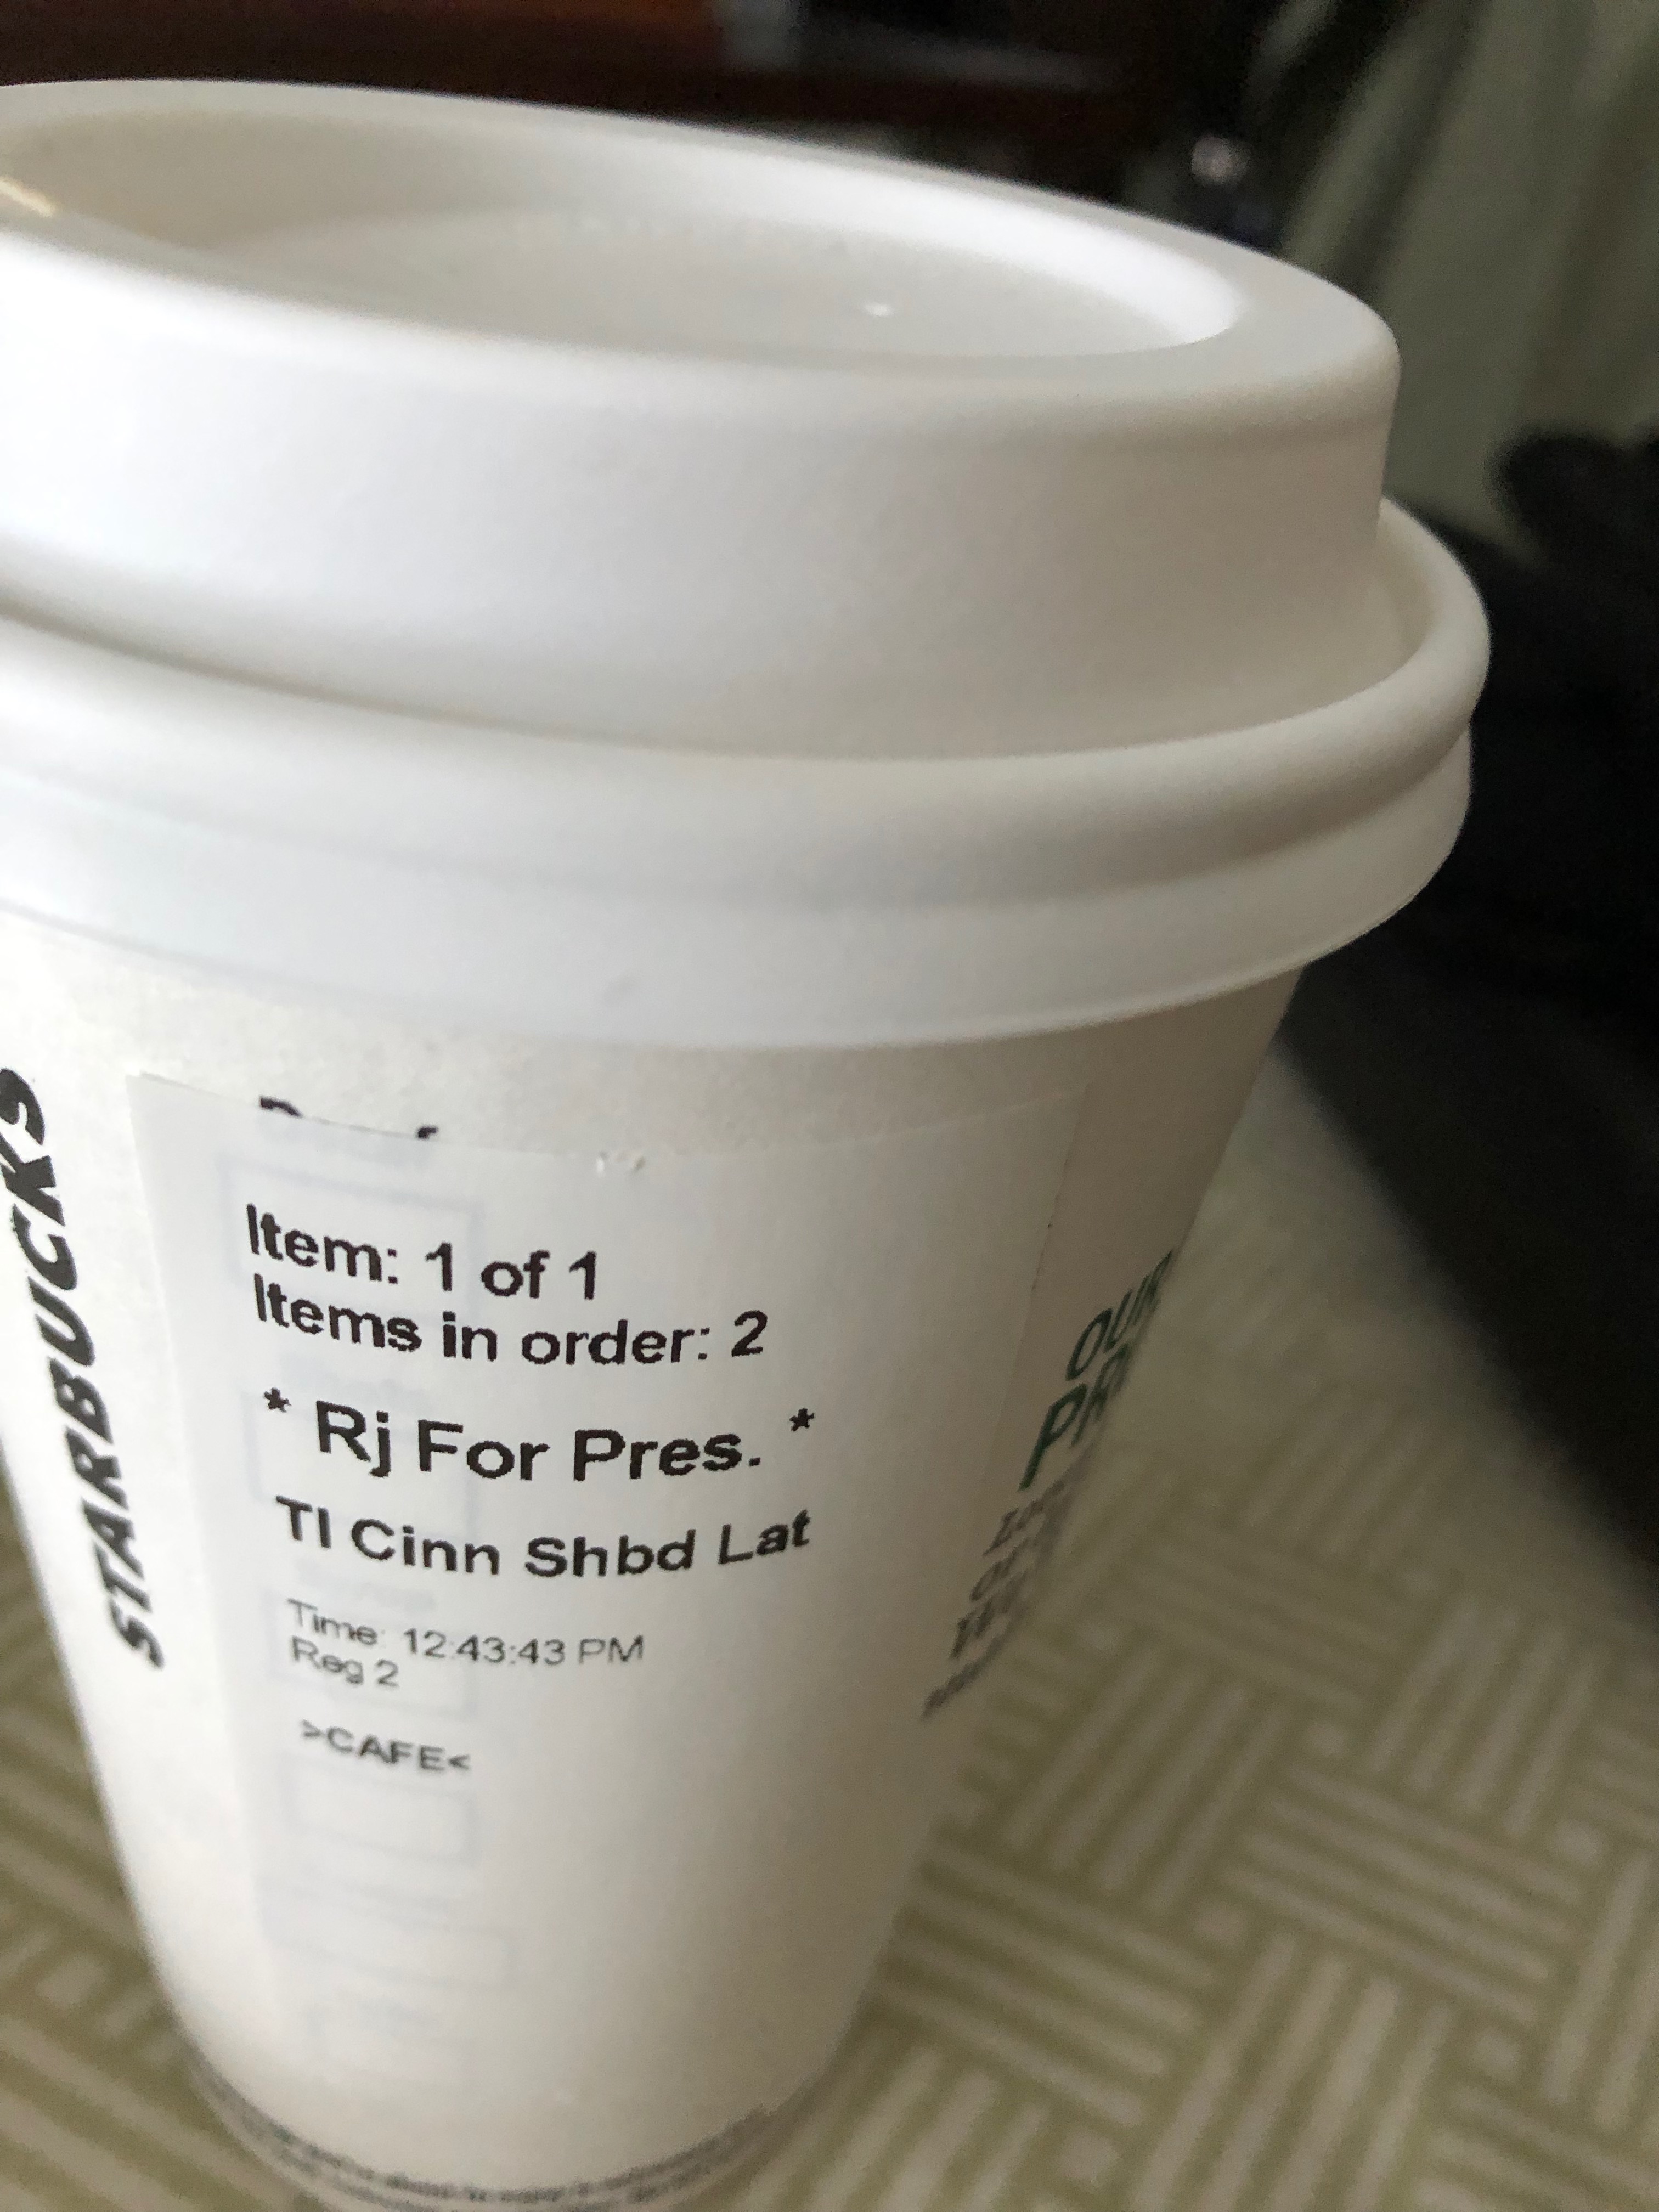 STARBUCKS
Item: 1 of 1
Items in order: 2
* Rj For Pres. *
Tl Cinn Shbd Lat
Time: 12:43:43 PM
Reg 2
>CAFE<
OUR